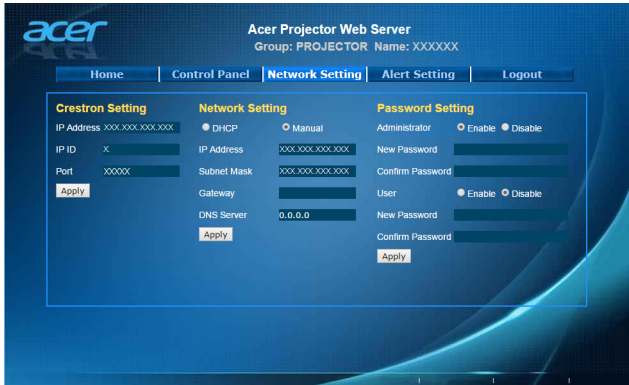 acer
Acer Projector Web Server
Group: PROJECTOR Name: XXXXXX
Home Control Panel Network Setting Alert Setting Logout
Crestron Setting
IP Address XXX.XXX.XXX.XXX
IP ID X
Port XXXXX
Apply
Network Setting
DHCP Manual
IP Address XXX.XXX.XXX.XXX
Subnet Mask XXX.XXX.XXX.XXX
Gateway
DNS Server 0.0.0.0
Apply
Password Setting
Administrator Enable Disable
New Password
Confirm Password
User Enable Disable
New Password
Confirm Password
Apply